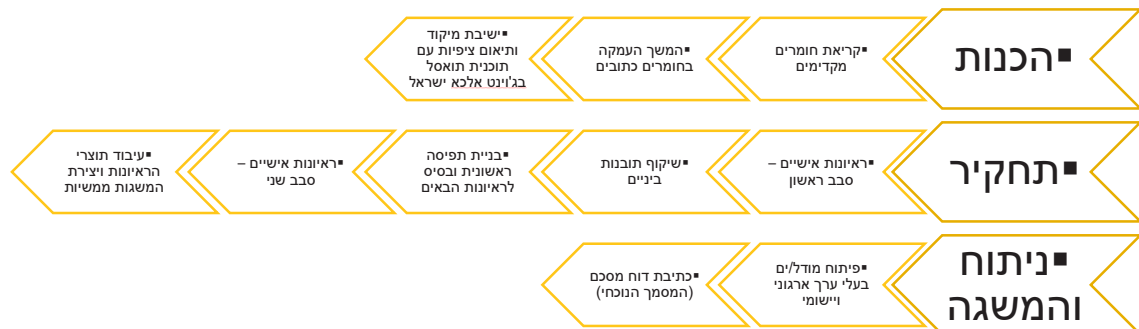 ▪הכנות
▪קריאת חומרים
מקדימים
▪המשך העמקה
בחומרים כתובים
▪ישיבת מיקוד
ותיאום ציפיות עם
תוכנית תואסל
בג'וינט אלכא ישראל
▪תחקיר
▪ראיונות אישיים –
סבב ראשון
▪שיקוף תובנות
ביניים
▪בניית תפיסה
ראשונית ובסיס
לראיונות הבאים
▪ראיונות אישיים –
סבב שני
▪עיבוד תוצרי
הראיונות ויצירת
המשגות ממשיות
▪ניתוח
והמשגה
▪פיתוח מודל/ים
בעלי ערך ארגוני
ויישומי
▪כתיבת דוח מסכם
(המסמך הנוכחי)